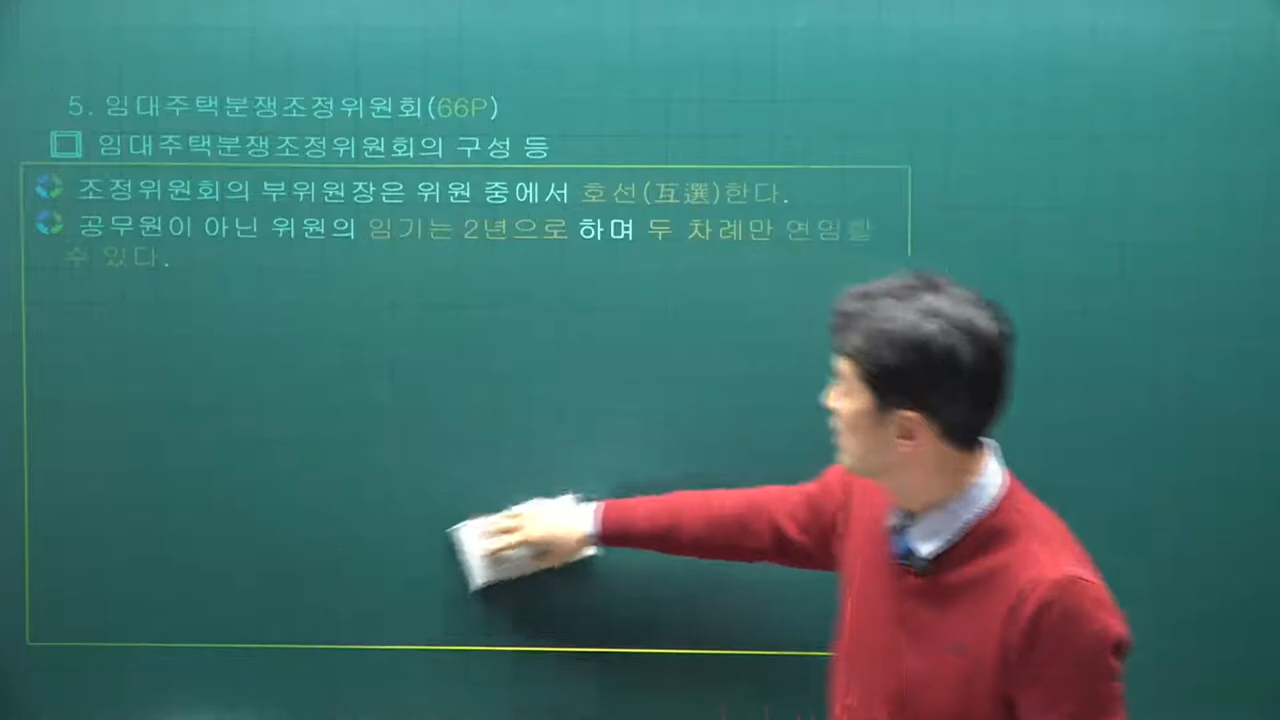 5. 임대주택분쟁조정위원회(66P)
임대주택분쟁조정위원회의 구성 등
조정위원회의 부위원장은 위원 중에서 호선(互選)한다.
공무원이 아닌 위원의 임기는 2년으로 하며 두 차례만 연임할
수 있다.